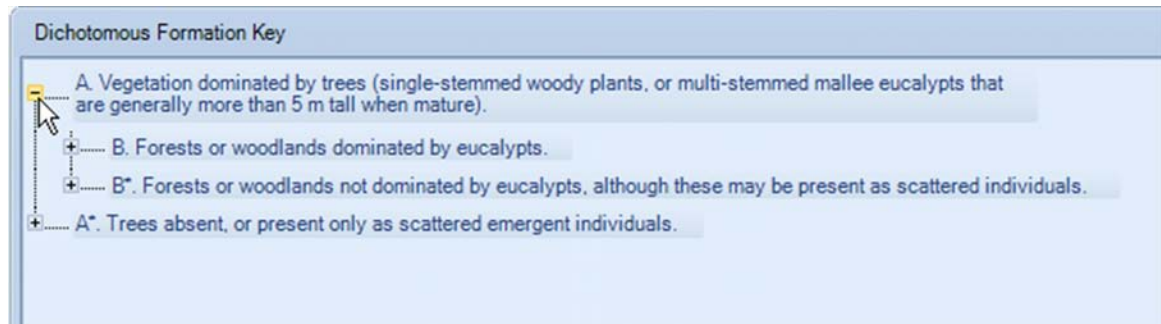 Dichotomous Formation Key
A. Vegetation dominated by trees (single-stemmed woody plants, or multi-stemmed mallee eucalypts that
are generally more than 5 m tall when mature).
B. Forests or woodlands dominated by eucalypts.
B*. Forests or woodlands not dominated by eucalypts, although these may be present as scattered individuals.
A*. Trees absent, or present only as scattered emergent individuals.